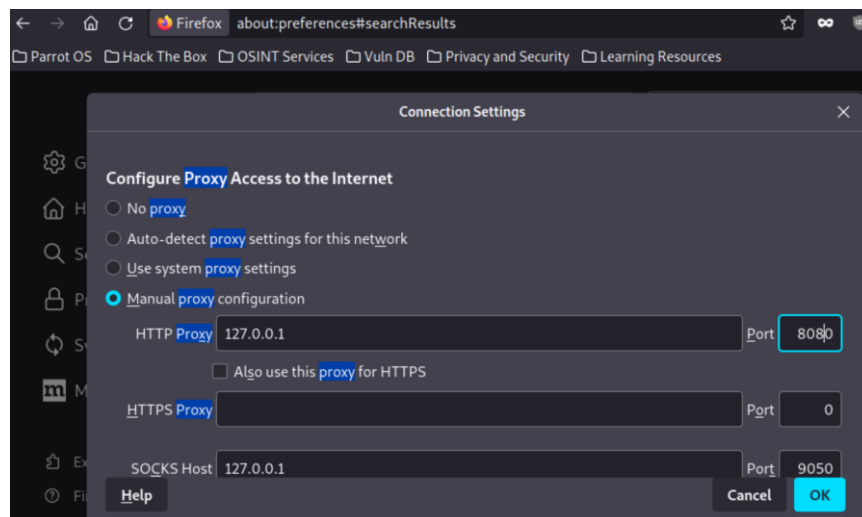 Firefox about:preferences#searchResults
Parrot OS Hack The Box OSINT Services Vuln DB Privacy and Security Learning Resources
Connection Settings
G
Configure Proxy Access to the Internet
H
No proxy
Auto-detect proxy settings for this network
Use system proxy settings
Manual proxy configuration
HTTP Proxy 127.0.0.1 Port 8080
Also use this proxy for HTTPS
HTTPS Proxy Port 0
SOCKS Host 127.0.0.1 Port 9050
Help Cancel OK